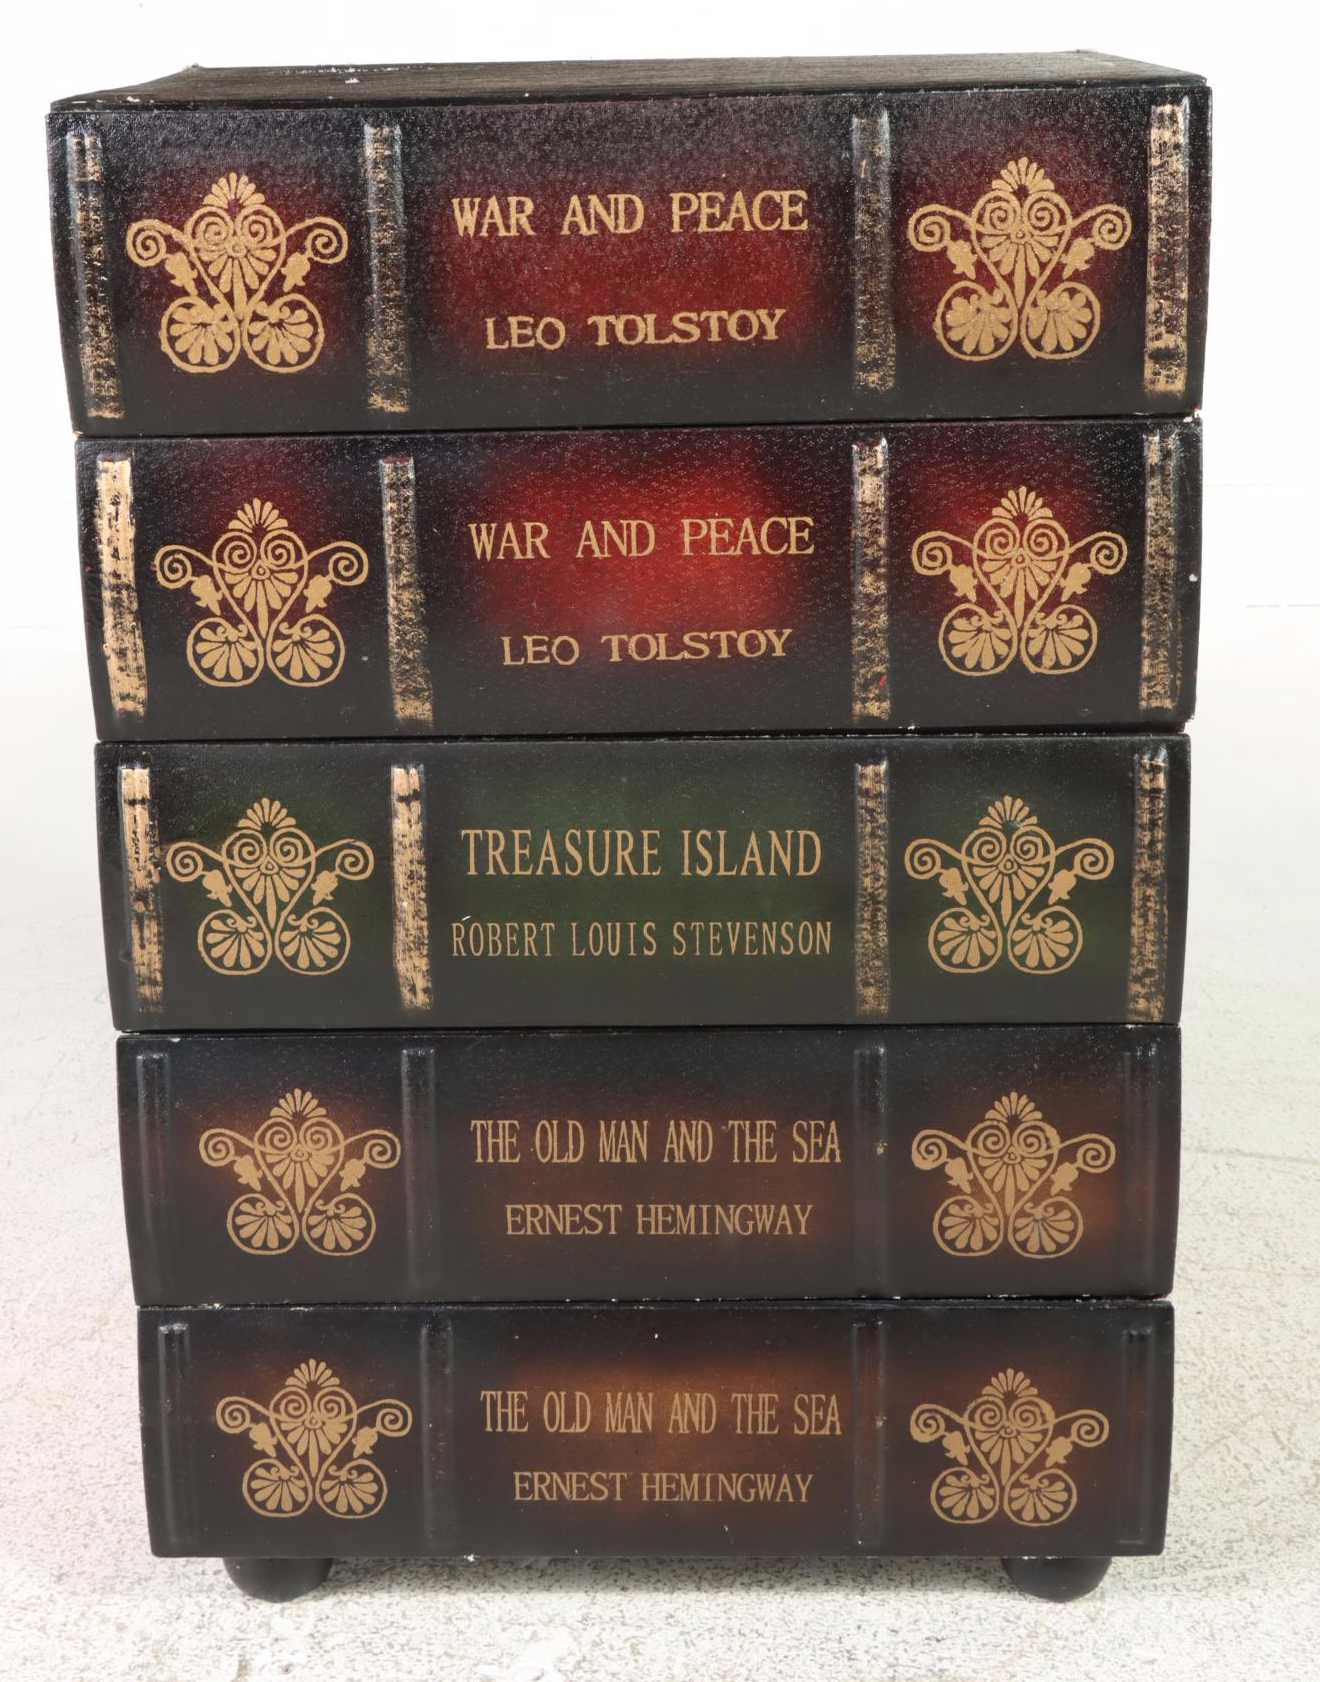 WAR AND PEACE
LEO TOLSTOY
WAR AND PEACE
LEO TOLSTOY
TREASURE ISLAND
ROBERT LOUIS STEVENSON
THE OLD MAN AND THE SEA
ERNEST HEMINGWAY
THE OLD MAN AND THE SEA
ERNEST HEMINGWAY